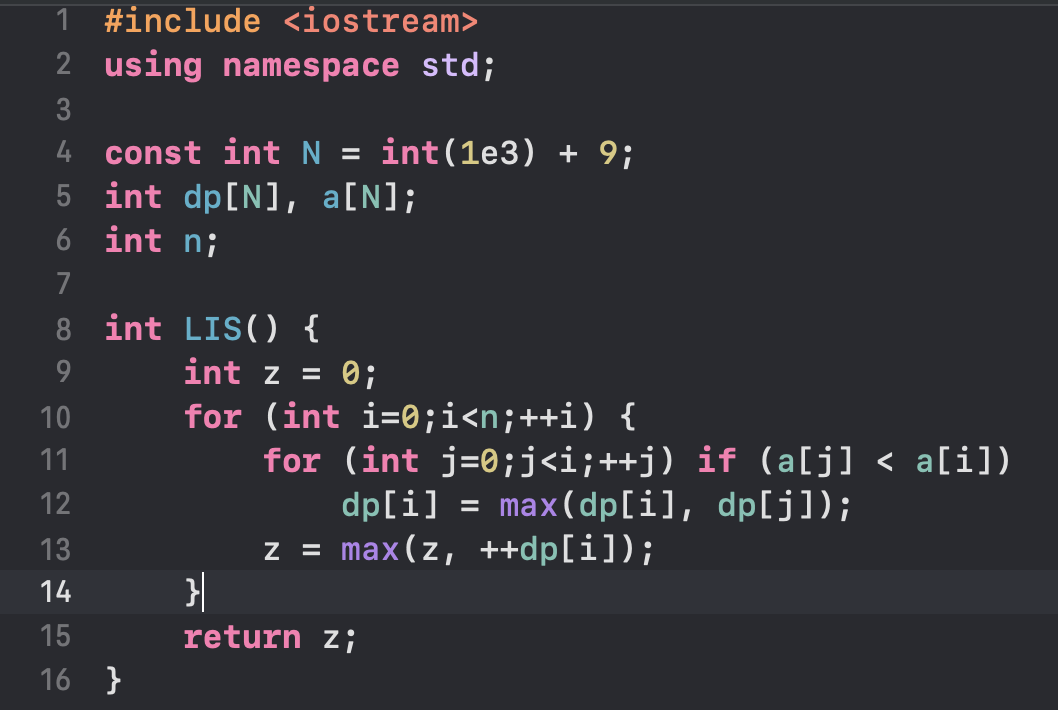 1 #include <iostream>
2 using namespace std;
3
4 const int N = int(1e3) + 9;
5 int dp[N], a[N];
6 int n;
7
8 int LIS() {
9     int z = 0;
10     for (int i=0;i<n;++i) {
11         for (int j=0;j<i;++j) if (a[j] < a[i])
12             dp[i] = max(dp[i], dp[j]);
13         z = max(z, ++dp[i]);
14     }
15     return z;
16 }